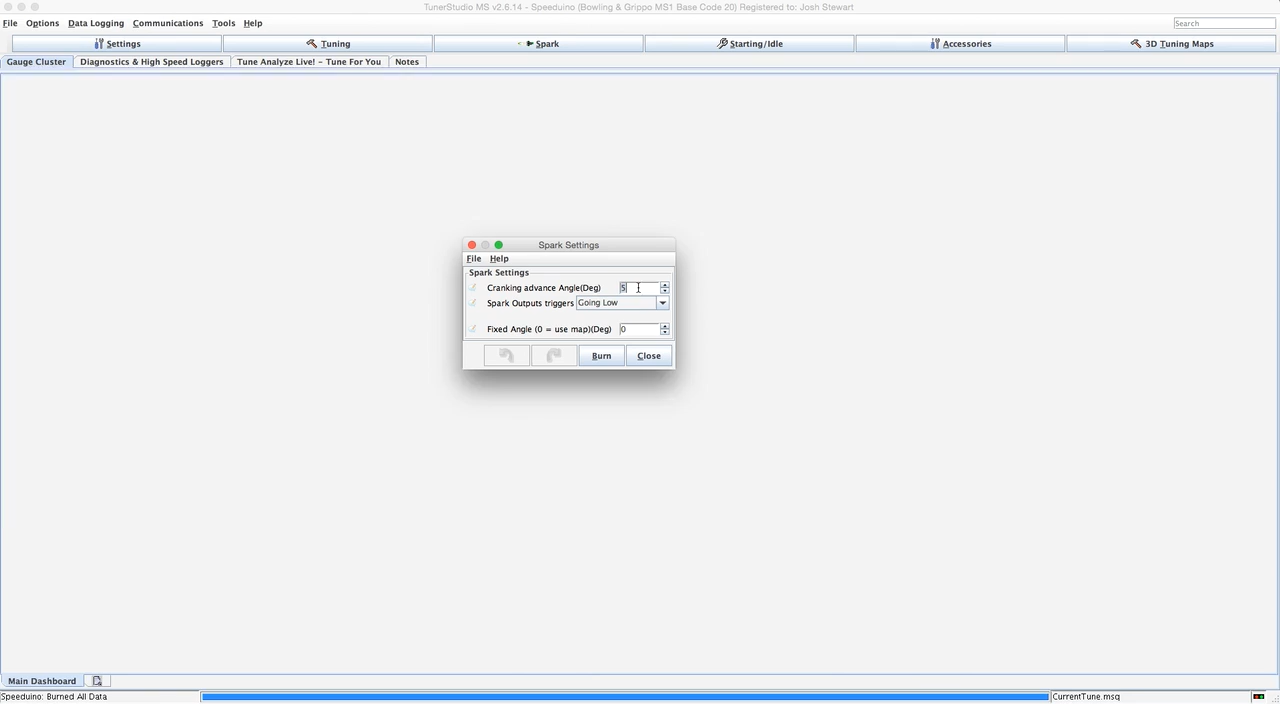 TunerStudio MS v2.6.14 - Speeduino (Bowling & Grippo MS1 Base Code 20) Registered to: Josh Stewart
File Options Data Logging Communications Tools Help Search
Settings Tuning Spark Starting/Idle Accessories 3D Tuning Maps
Gauge Cluster Diagnostics & High Speed Loggers Tune Analyze Live! - Tune For You Notes
Spark Settings
File Help
Spark Settings
Cranking advance Angle(Deg) 5
Spark Outputs triggers Going Low
Fixed Angle (0 = use map)(Deg) 0
Burn Close
Main Dashboard
Speeduino: Burned All Data CurrentTune.msq